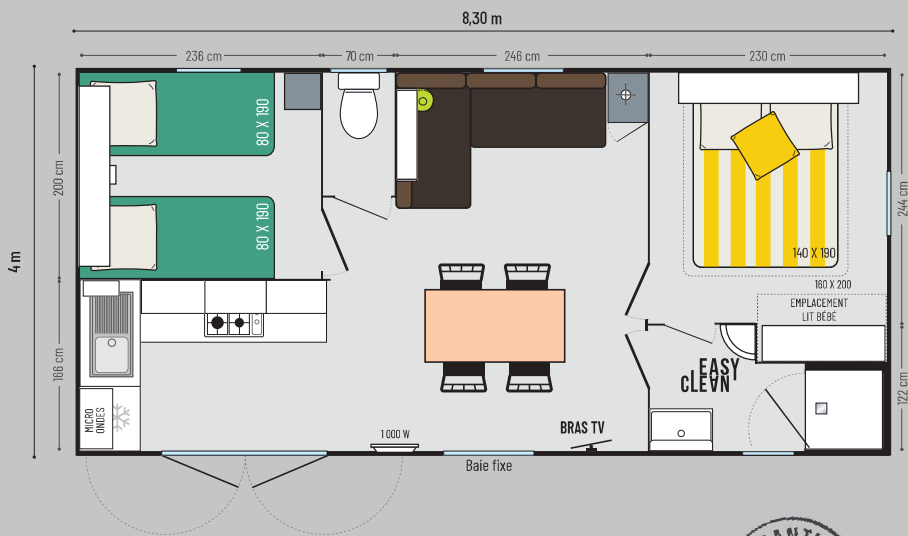 8,30 m
236 cm
70 cm
246 cm
230 cm
4 m
200 cm
166 cm
80 X 190
80 X 190
140 X 190
160 X 200
EMPLACEMENT
LIT BÉBÉ
244 cm
122 cm
EASY
CLEAN
MICRO
ONDES
1 000 W
BRAS TV
Baie fixe